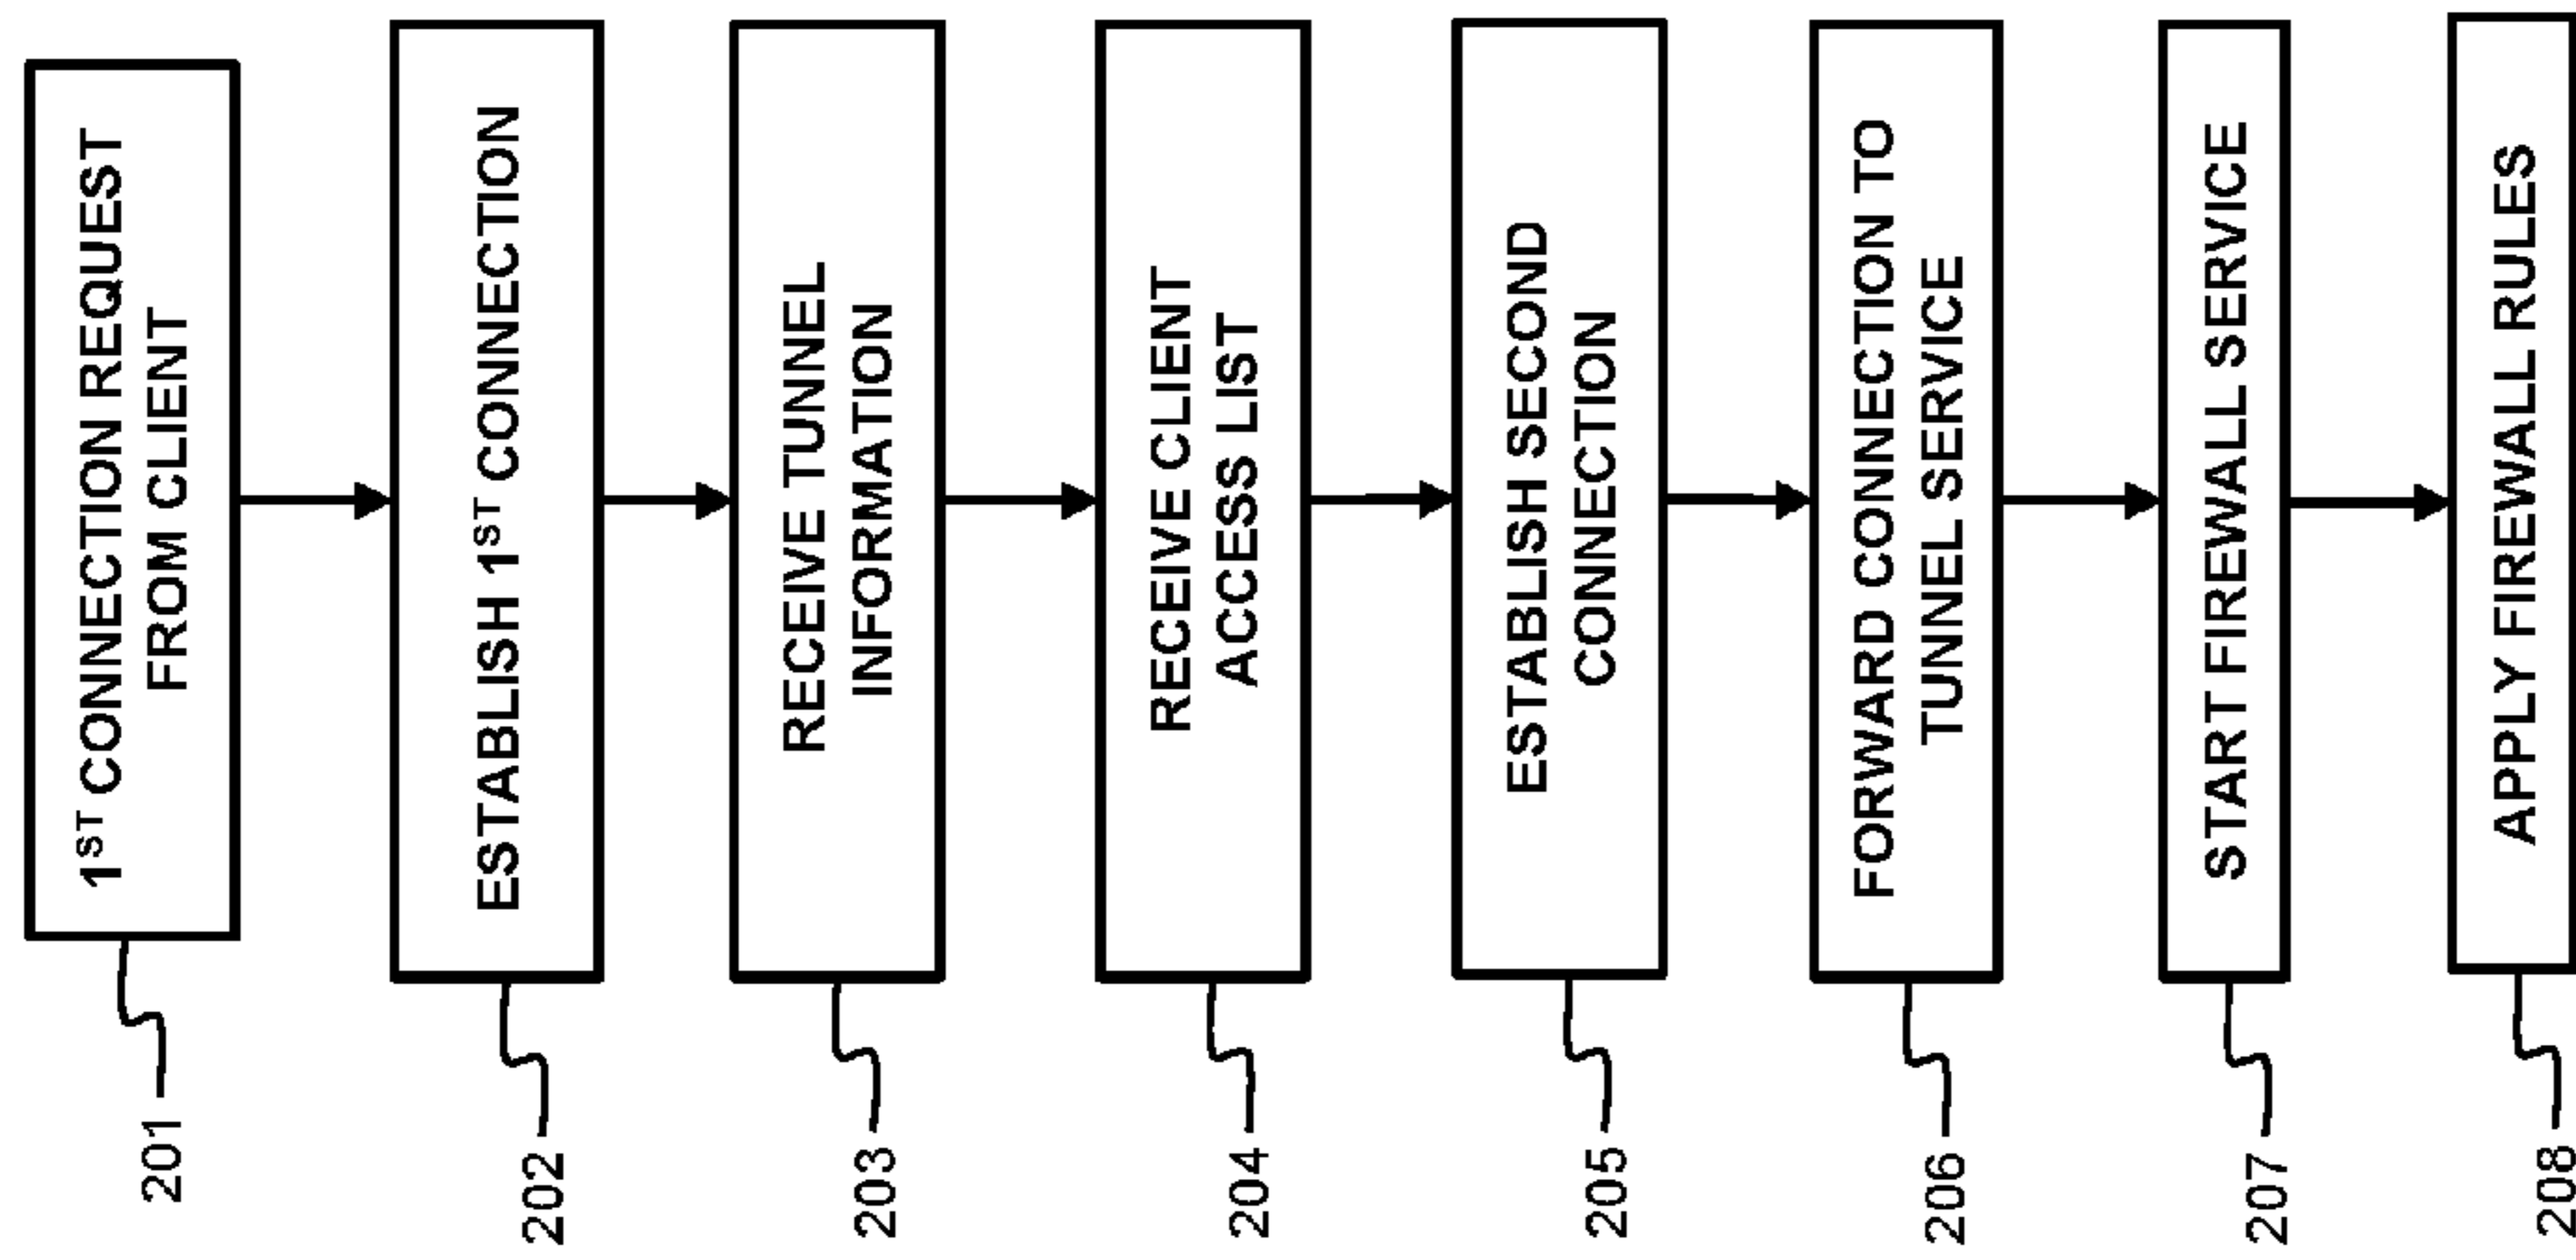 201
1ST CONNECTION REQUEST
FROM CLIENT
202
ESTABLISH 1ST CONNECTION
203
RECEIVE TUNNEL
INFORMATION
204
RECEIVE CLIENT
ACCESS LIST
205
ESTABLISH SECOND
CONNECTION
206
FORWARD CONNECTION TO
TUNNEL SERVICE
207
START FIREWALL SERVICE
208
APPLY FIREWALL RULES